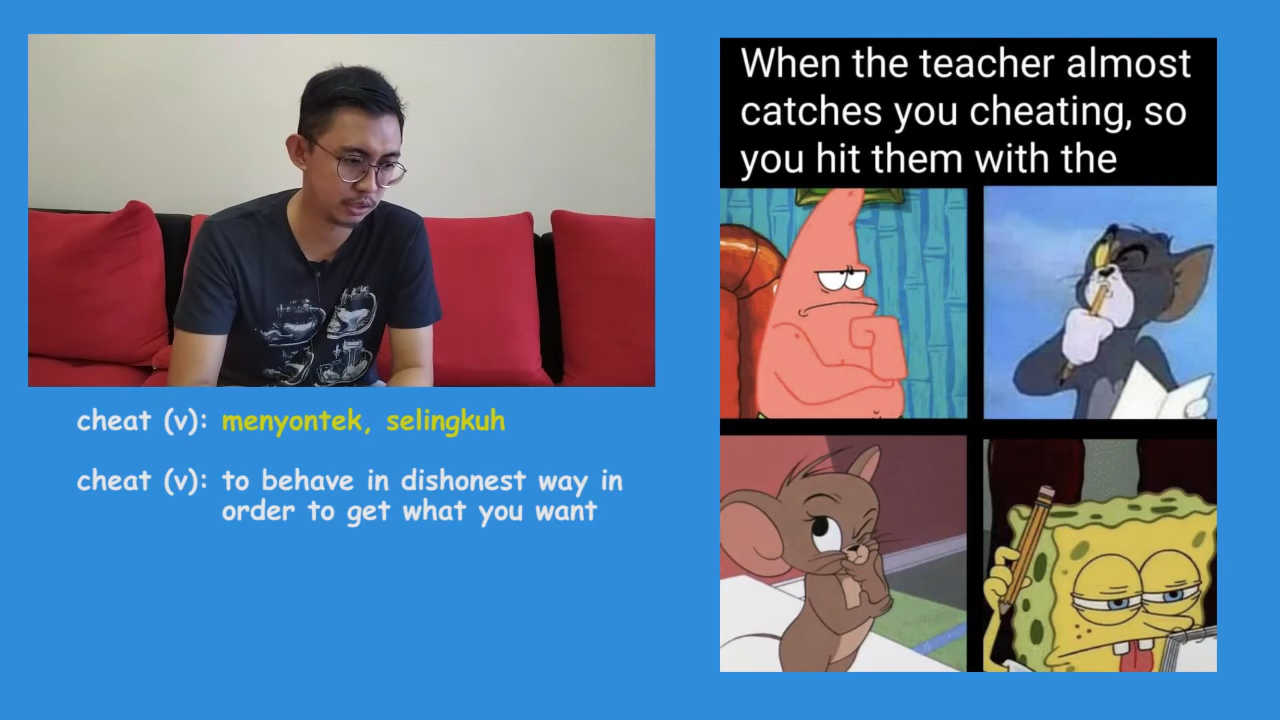 When the teacher almost
catches you cheating, so
you hit them with the
cheat (v): menyontek, selingkuh
cheat (v): to behave in dishonest way in
order to get what you want